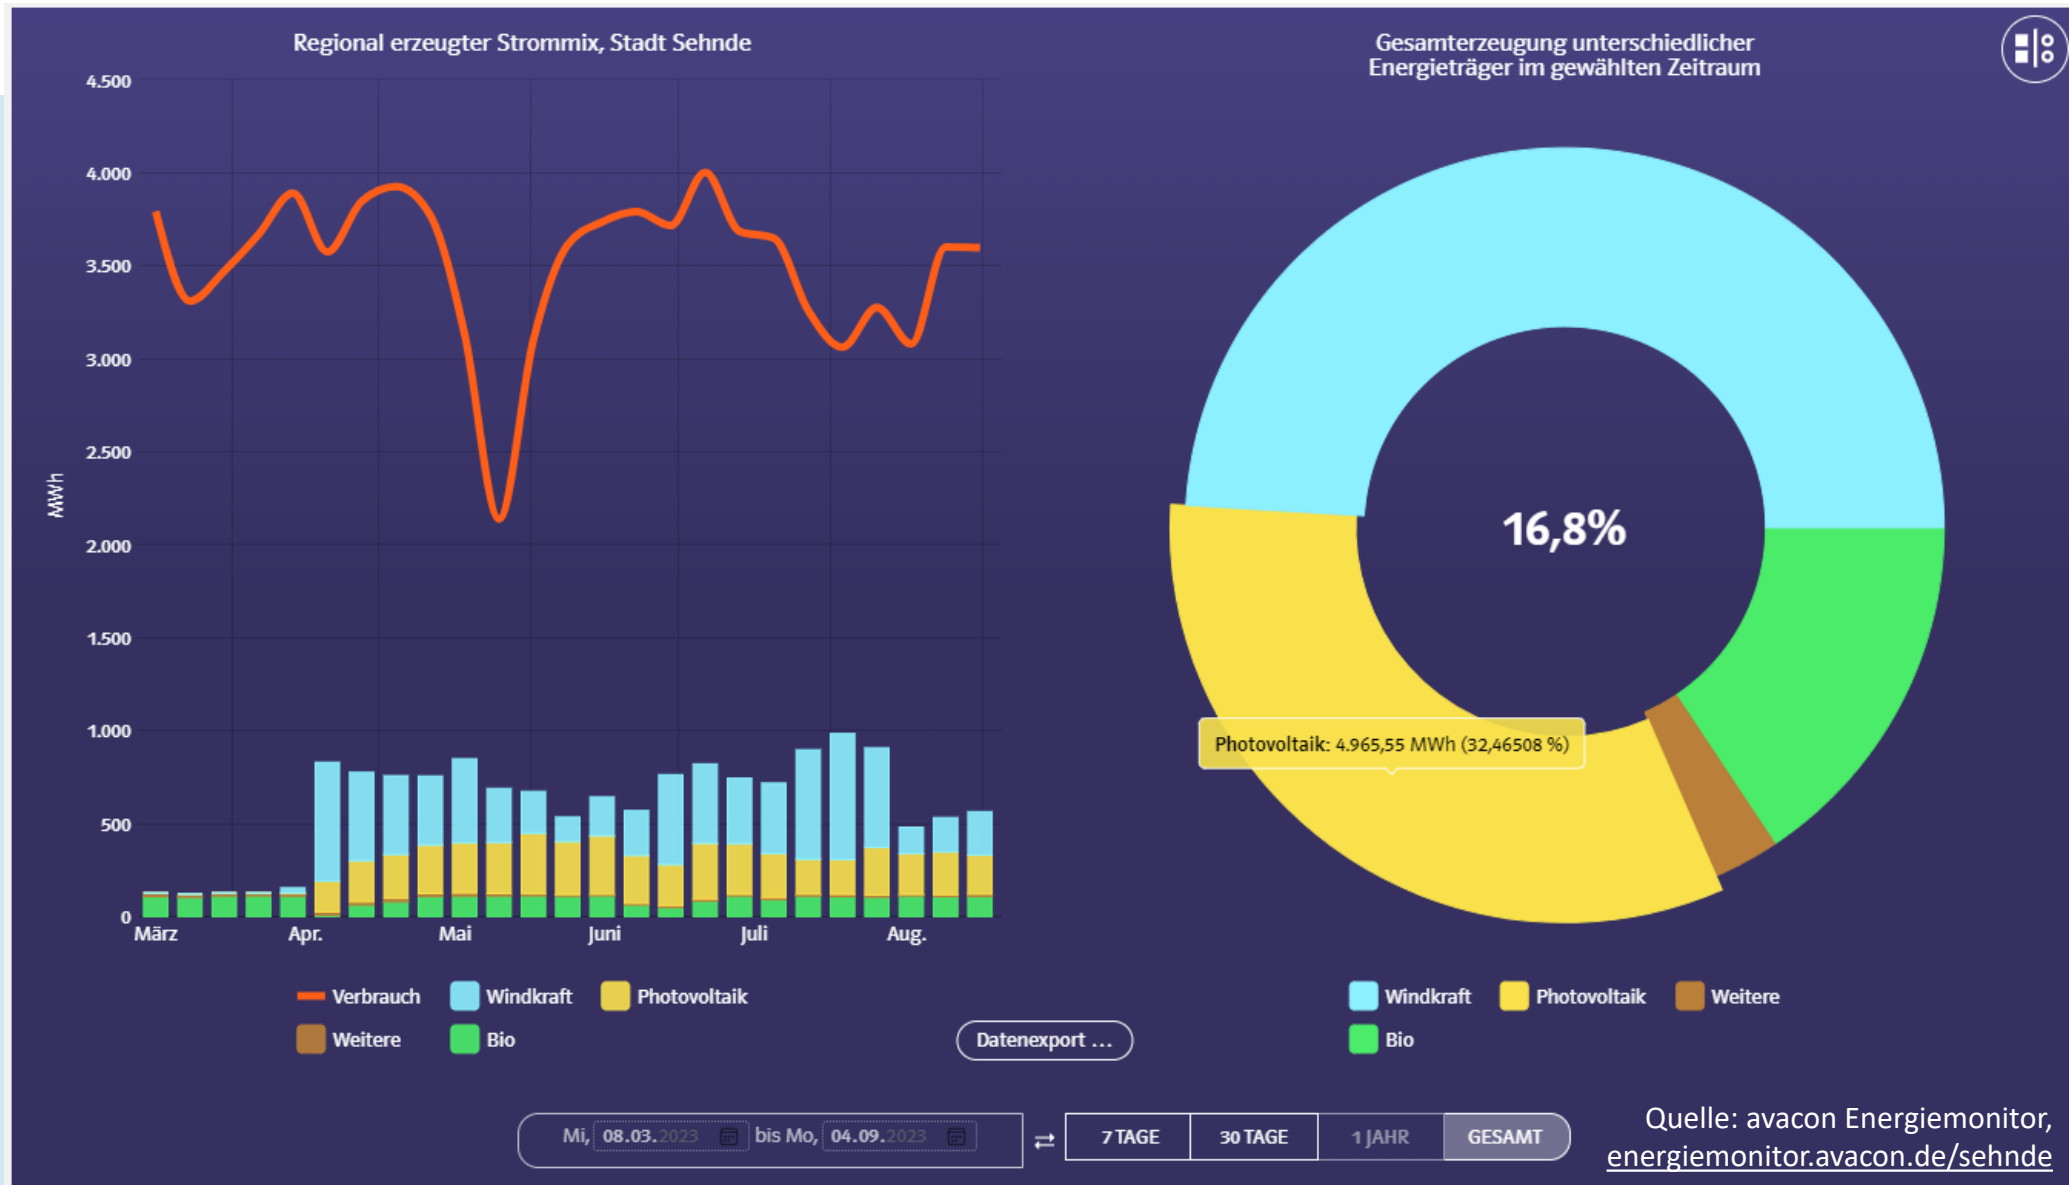 Regional erzeugter Strommix, Stadt Sehnde
4.500
4.000
3.500
3.000
2.500
2.000
1.500
1.000
500
0
MWh
März Apr. Mai Juni Juli Aug.
Verbrauch Windkraft Photovoltaik
Weitere Bio
Gesamterzeugung unterschiedlicher
Energieträger im gewählten Zeitraum
16,8%
Photovoltaik: 4.965,55 MWh (32,46508 %)
Windkraft Photovoltaik Weitere
Bio
Datenexport ...
Mi, 08.03.2023 bis Mo, 04.09.2023
7 TAGE 30 TAGE 1 JAHR GESAMT
Quelle: avacon Energiemonitor,
energiemonitor.avacon.de/sehnde